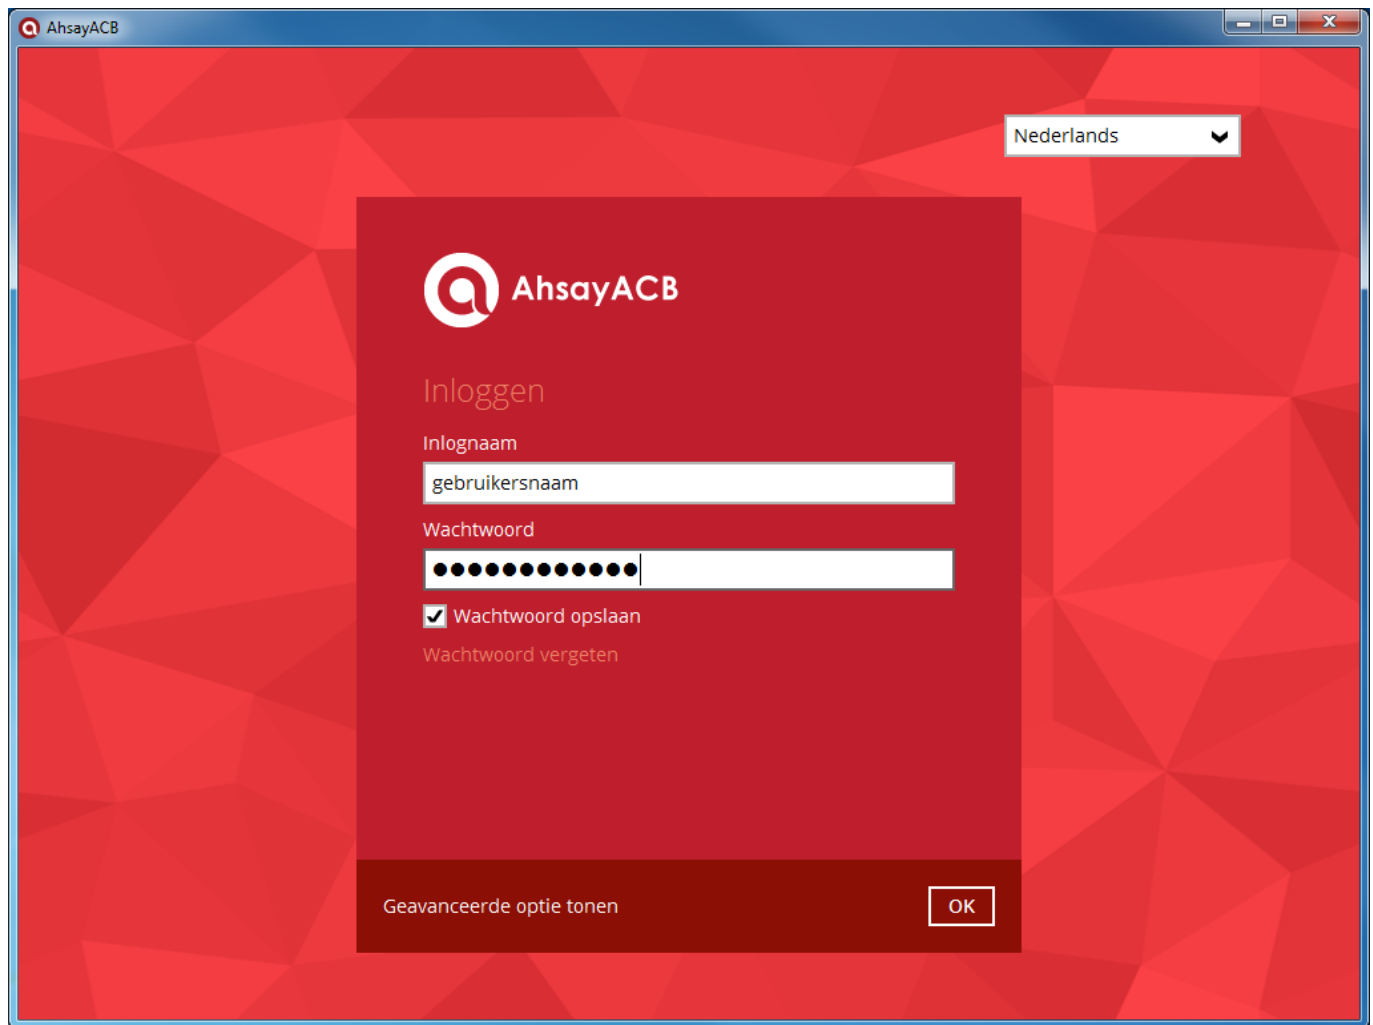 AhsayACB
Nederlands
AhsayACB
Inloggen
Inlognaam
gebruikersnaam
Wachtwoord
●●●●●●●●●●●●
Wachtwoord opslaan
Wachtwoord vergeten
Geavanceerde optie tonen
OK